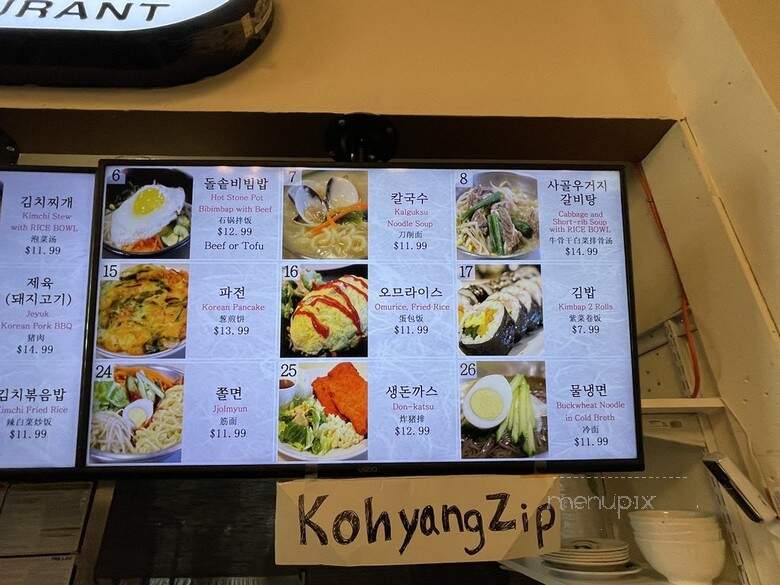 URANT
김치찌개
Kimchi Stew
with RICE BOWL
泡菜汤
$11.99
6
돌솥비빔밥
Hot Stone Pot
Bibimbap with Beef
石锅拌饭
$12.99
Beef or Tofu
7
칼국수
Kalguksu
Noodle Soup
刀削面
$11.99
8
사골우거지
갈비탕
Cabbage and
Short-rib Soup
with RICE BOWL
牛骨干白菜排骨汤
$14.99
제육
(돼지고기)
Jeyuk
Korean Pork BBQ
猪肉
$14.99
15
파전
Korean Pancake
葱煎饼
$13.99
16
오므라이스
Omurice, Fried Rice
蛋包饭
$11.99
17
김밥
Kimbap 2 Rolls
紫菜卷饭
$7.99
김치볶음밥
Kimchi Fried Rice
辣白菜炒饭
$11.99
24
쫄면
Jjolmyun
筋面
$11.99
25
생돈까스
Don-katsu
炸猪排
$12.99
26
물냉면
Buckwheat Noodle
in Cold Broth
冷面
$11.99
VIZIO
KohyangZip
menupix